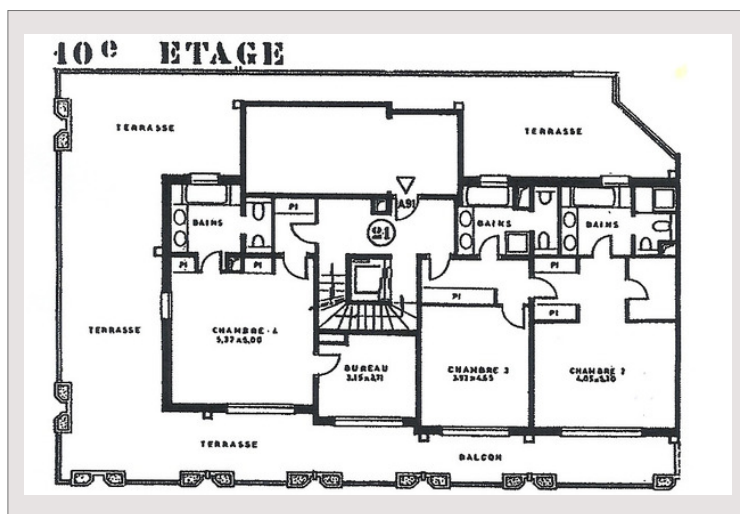 10e ETAGE
TERRASSE
TERRASSE
A.91
PI
BAINS
21
BAINS
BAINS
PI
PI
PI
PI
PI
TERRASSE
CHAMBRE-4
5,37x5,00
BUREAU
CHAMBRE 3
CHAMBRE 2
TERRASSE
BALCON